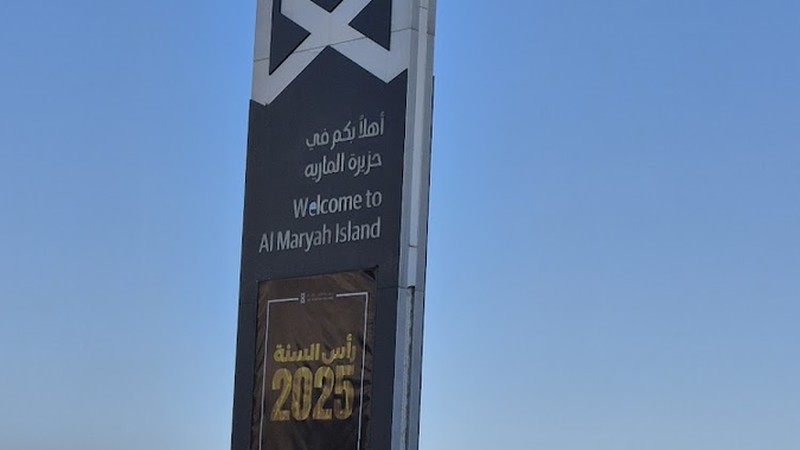 أهلاً بكم في
جزيرة الماريه
Welcome to
Al Maryah Island
رأس السنة
2025